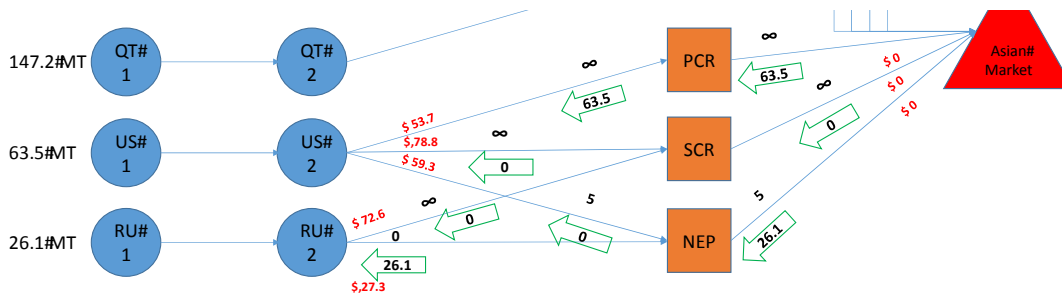 147.2#MT
QT#
1
QT#
2
∞
63.5
PCR
∞
63.5
$ 0
$ 0
$ 0
Asian#
Market
63.5#MT
US#
1
US#
2
$ 53.7
$,78.8
$ 59.3
∞
0
SCR
∞
0
26.1#MT
RU#
1
RU#
2
$ 72.6
∞
0
0
26.1
$,27.3
5
0
NEP
5
26.1